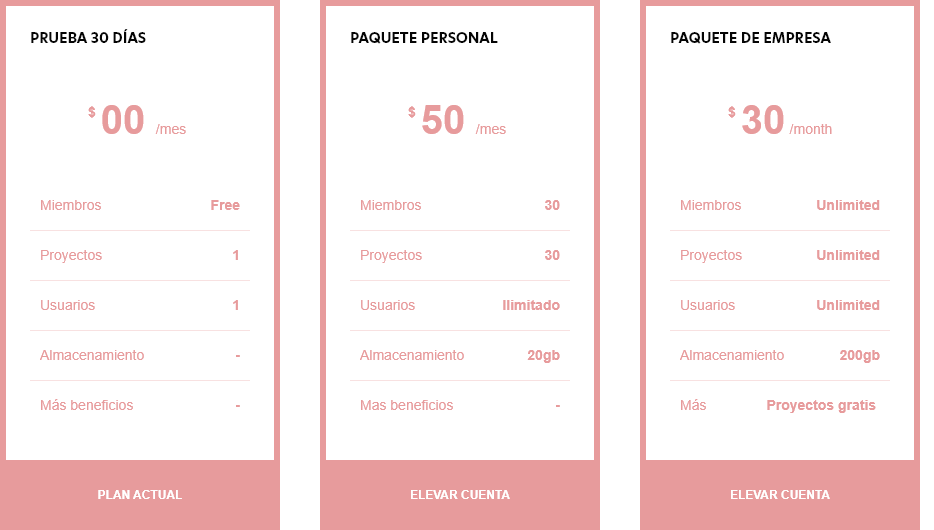 PRUEBA 30 DÍAS
$ 00 /mes
Miembros Free
Proyectos 1
Usuarios 1
Almacenamiento -
Más beneficios -
PLAN ACTUAL
PAQUETE PERSONAL
$ 50 /mes
Miembros 30
Proyectos 30
Usuarios Ilimitado
Almacenamiento 20gb
Mas beneficios -
ELEVAR CUENTA
PAQUETE DE EMPRESA
$ 30 /month
Miembros Unlimited
Proyectos Unlimited
Usuarios Unlimited
Almacenamiento 200gb
Más Proyectos gratis
ELEVAR CUENTA